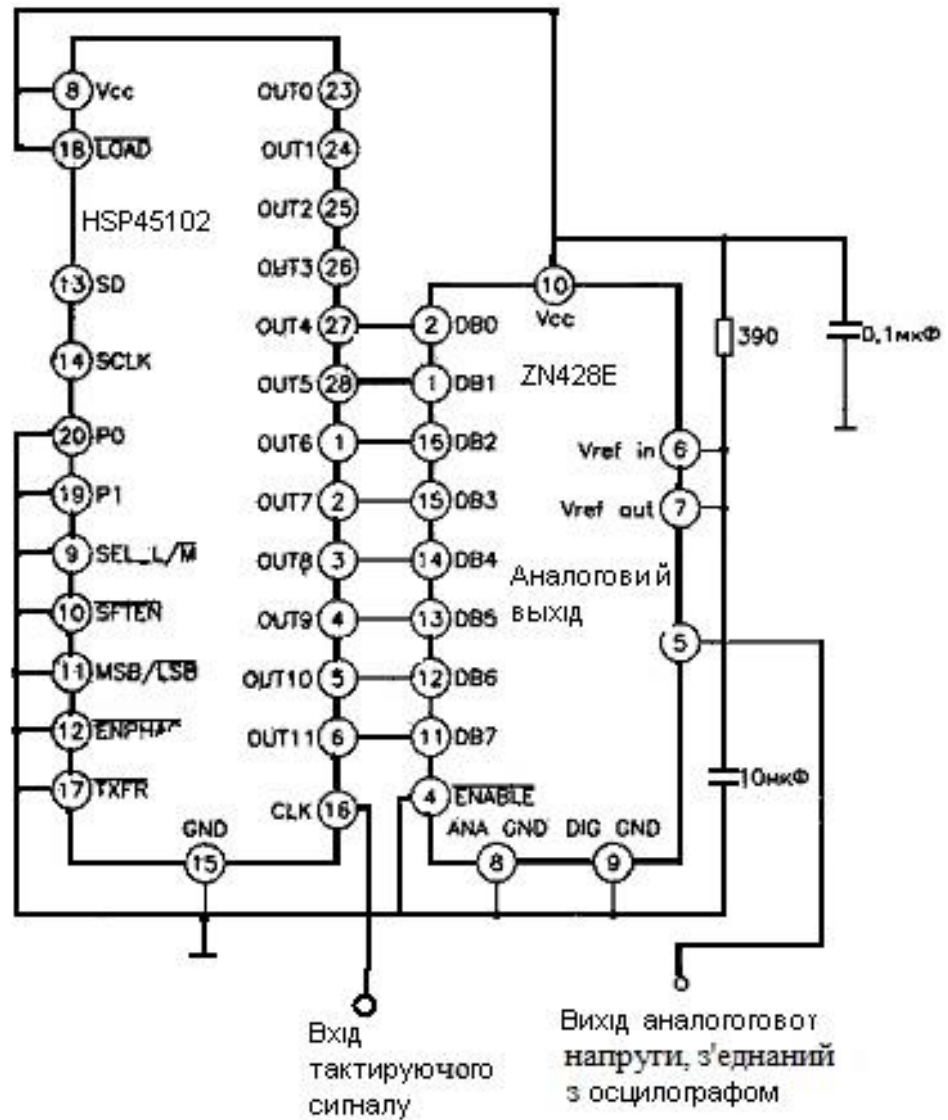 8 Vcc
18 LOAD
HSP45102
13 SD
14 SCLK
20 P0
19 P1
9 SEL_L/M
10 SFTEN
11 MSB/LSB
12 ENPHAC
17 TXFR
GND
15
OUT0 23
OUT1 24
OUT2 25
OUT3 26
OUT4 27
OUT5 28
OUT6 1
OUT7 2
OUT8 3
OUT9 4
OUT10 5
OUT11 6
CLK 16
10
Vcc
ZN428E
2 DB0
1 DB1
16 DB2
15 DB3
14 DB4
13 DB5
12 DB6
11 DB7
4 ENABLE
Vref in 6
Vref out 7
Аналоговий
выхід
5
ANA GND DIG GND
8 9
390
0,1мкФ
10мкФ
Вхід
тактируючого
сигналу
Вихід аналогогової
напруги, з'єднаний
з осцилографом